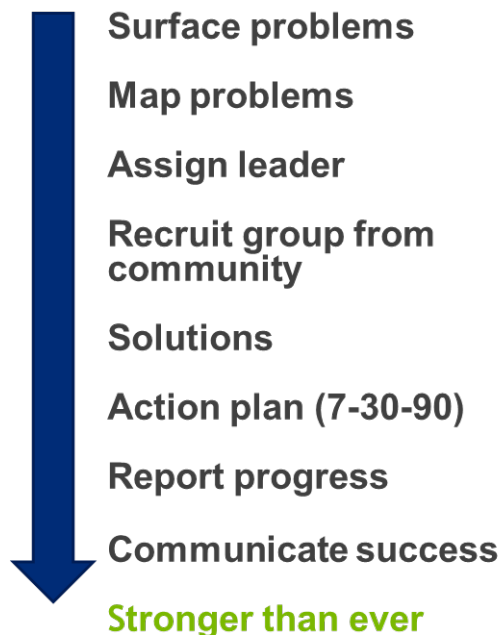 Surface problems
Map problems
Assign leader
Recruit group from
community
Solutions
Action plan (7-30-90)
Report progress
Communicate success
Stronger than ever